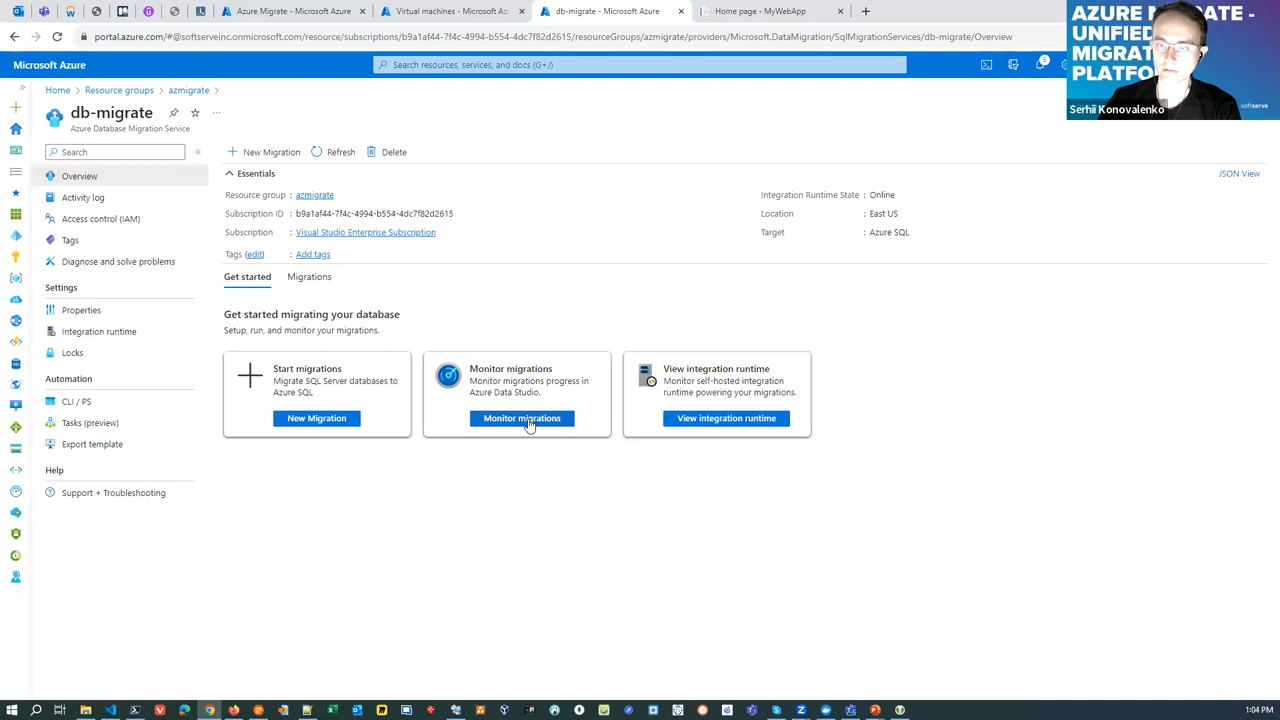 Azure Migrate - Microsoft Azure
Virtual machines - Microsoft Az
db-migrate - Microsoft Azure
Home page - MyWebApp
portal.azure.com/#@softserveinc.onmicrosoft.com/resource/subscriptions/b9a1af44-7f4c-4994-b554-4dc7f82d2615/resourceGroups/azmigrate/providers/Microsoft.DataMigration/SqlMigrationServices/db-migrate/Overview
Microsoft Azure
Search resources, services, and docs (G+/)
5
AZURE MIGRATE -
UNIFIED
MIGRA
PLATFO
Serhii Konovalenko
softserve
Home > Resource groups > azmigrate >
db-migrate
Azure Database Migration Service
Search
Overview
Activity log
Access control (IAM)
Tags
Diagnose and solve problems
Settings
Properties
Integration runtime
Locks
Automation
CLI / PS
Tasks (preview)
Export template
Help
Support + Troubleshooting
New Migration
Refresh
Delete
Essentials
JSON View
Resource group : azmigrate
Subscription ID : b9a1af44-7f4c-4994-b554-4dc7f82d2615
Subscription : Visual Studio Enterprise Subscription
Tags (edit) : Add tags
Integration Runtime State : Online
Location : East US
Target : Azure SQL
Get started
Migrations
Get started migrating your database
Setup, run, and monitor your migrations.
Start migrations
Migrate SQL Server databases to
Azure SQL
New Migration
Monitor migrations
Monitor migrations progress in
Azure Data Studio.
Monitor migrations
View integration runtime
Monitor self-hosted integration
runtime powering your migrations.
View integration runtime
1:04 PM